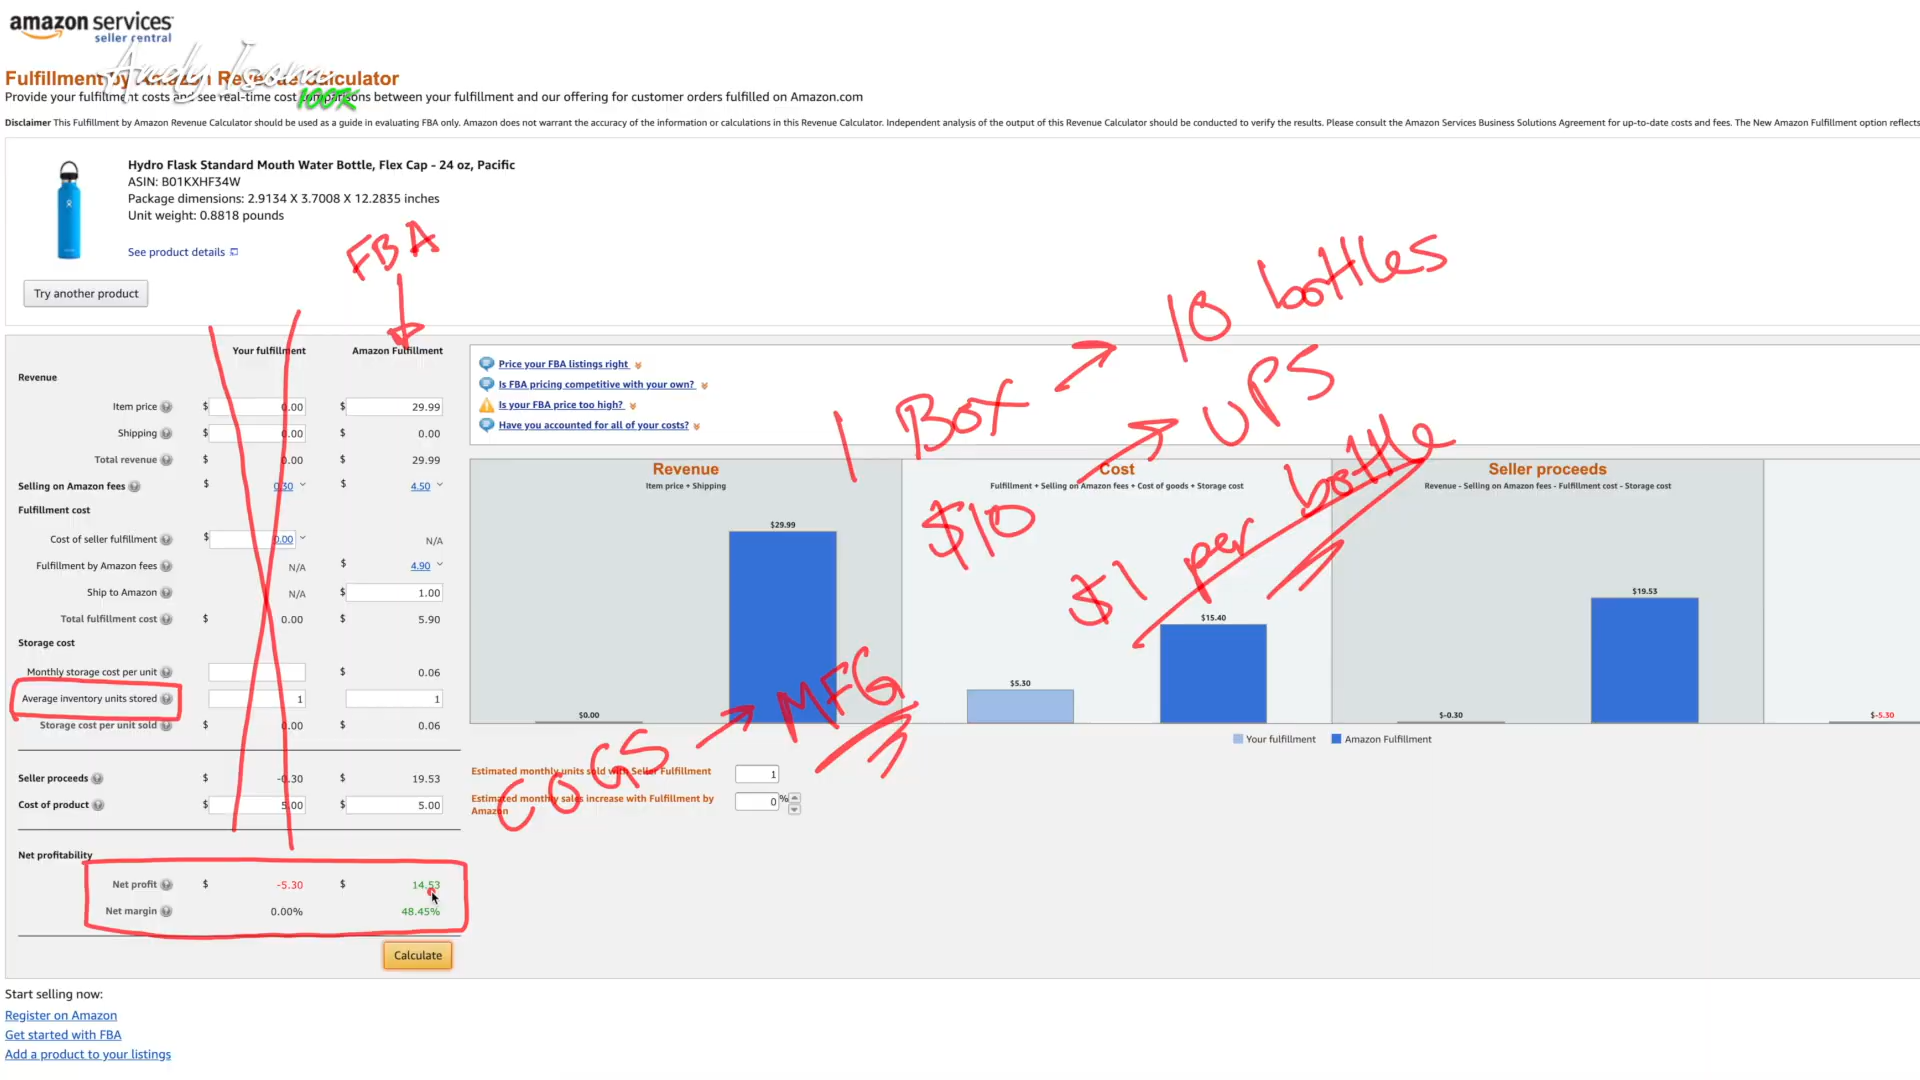 amazon services
seller central
Andy Isom
100K
Fulfillment by Amazon Revenue Calculator
Provide your fulfillment costs and see real-time cost comparisons between your fulfillment and our offering for customer orders fulfilled on Amazon.com
Disclaimer This Fulfillment by Amazon Revenue Calculator should be used as a guide in evaluating FBA only. Amazon does not warrant the accuracy of the information or calculations in this Revenue Calculator. Independent analysis of the output of this Revenue Calculator should be conducted to verify the results. Please consult the Amazon Services Business Solutions Agreement for up-to-date costs and fees. The New Amazon Fulfillment option reflects
Hydro Flask Standard Mouth Water Bottle, Flex Cap - 24 oz, Pacific
ASIN: B01KXHF34W
Package dimensions: 2.9134 X 3.7008 X 12.2835 inches
Unit weight: 0.8818 pounds
See product details
Try another product
FBA
Your fulfillment Amazon Fulfillment
Revenue
Item price $ 0.00 $ 29.99
Shipping $ 0.00 $ 0.00
Total revenue $ 0.00 $ 29.99
Selling on Amazon fees $ 0.30 $ 4.50
Fulfillment cost
Cost of seller fulfillment $ 0.00 N/A
Fulfillment by Amazon fees N/A $ 4.90
Ship to Amazon N/A $ 1.00
Total fulfillment cost $ 0.00 $ 5.90
Storage cost
Monthly storage cost per unit $ 0.06
Average inventory units stored 1 1
Storage cost per unit sold $ 0.00 $ 0.06
Seller proceeds $ -0.30 $ 19.53
Cost of product $ 5.00 $ 5.00
Net profitability
Net profit $ -5.30 $ 14.53
Net margin 0.00% 48.45%
Calculate
Price your FBA listings right
Is FBA pricing competitive with your own?
Is your FBA price too high?
Have you accounted for all of your costs?
1 Box 10 bottles
$10 UPS
$1 per bottle
Revenue
Item price + Shipping
$0.00
$29.99
Cost
Fulfillment + Selling on Amazon fees + Cost of goods + Storage cost
$5.30
$15.40
Seller proceeds
Revenue - Selling on Amazon fees - Fulfillment cost - Storage cost
$-0.30
$19.53
$-5.30
Your fulfillment Amazon Fulfillment
COGS MFG
Estimated monthly units sold with Seller Fulfillment 1
Estimated monthly sales increase with Fulfillment by 0 %
Amazon
Start selling now:
Register on Amazon
Get started with FBA
Add a product to your listings